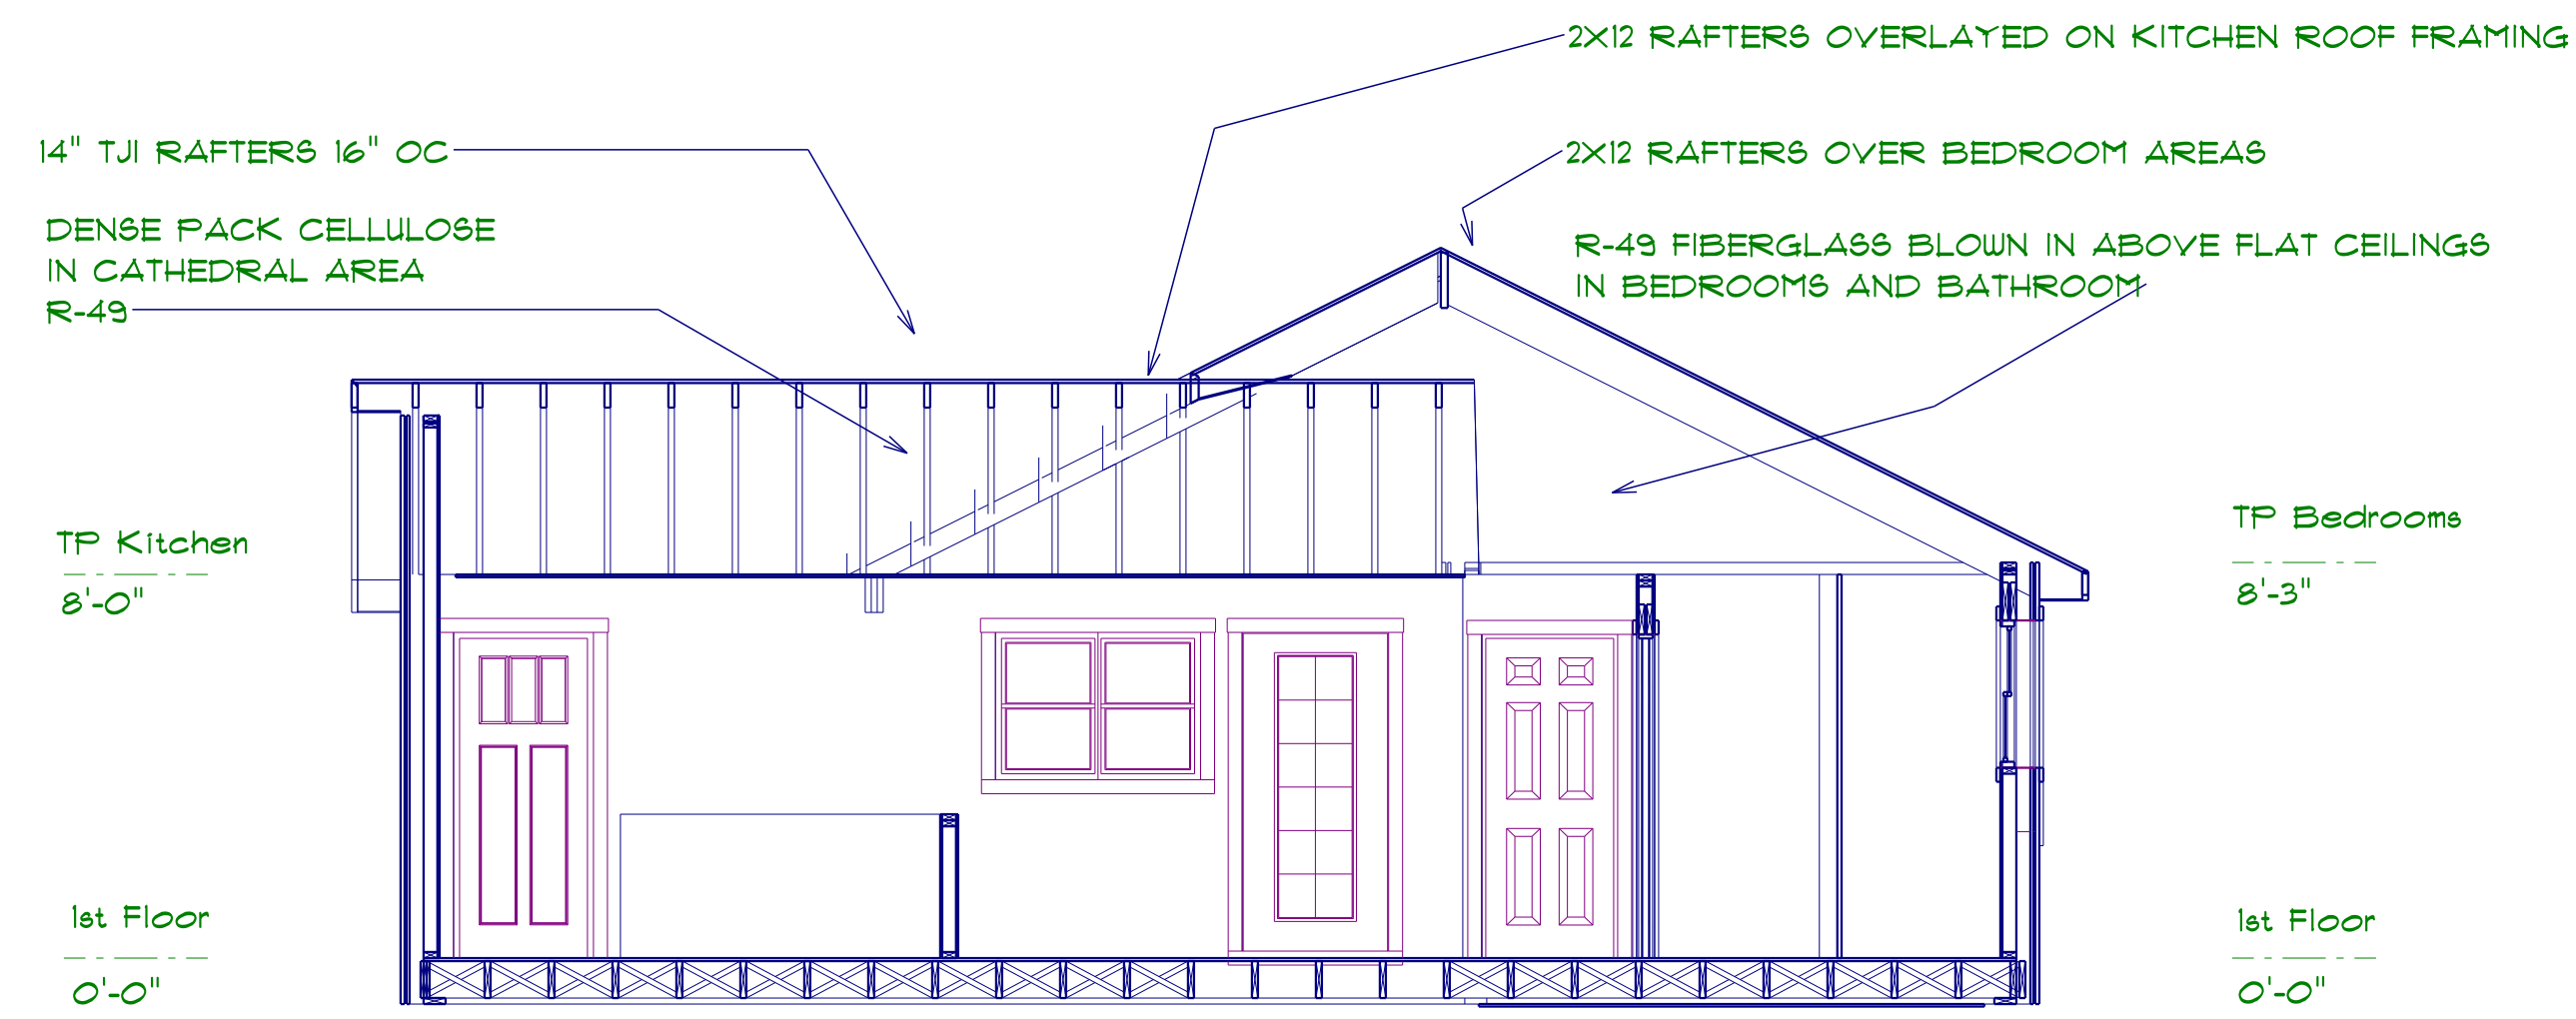 2X12 RAFTERS OVERLAYED ON KITCHEN ROOF FRAMING
14" TJI RAFTERS 16" OC
2X12 RAFTERS OVER BEDROOM AREAS
DENSE PACK CELLULOSE
IN CATHEDRAL AREA
R-49
R-49 FIBERGLASS BLOWN IN ABOVE FLAT CEILINGS
IN BEDROOMS AND BATHROOM
TP Kitchen
8'-0"
TP Bedrooms
8'-3"
1st Floor
0'-0"
1st Floor
0'-0"